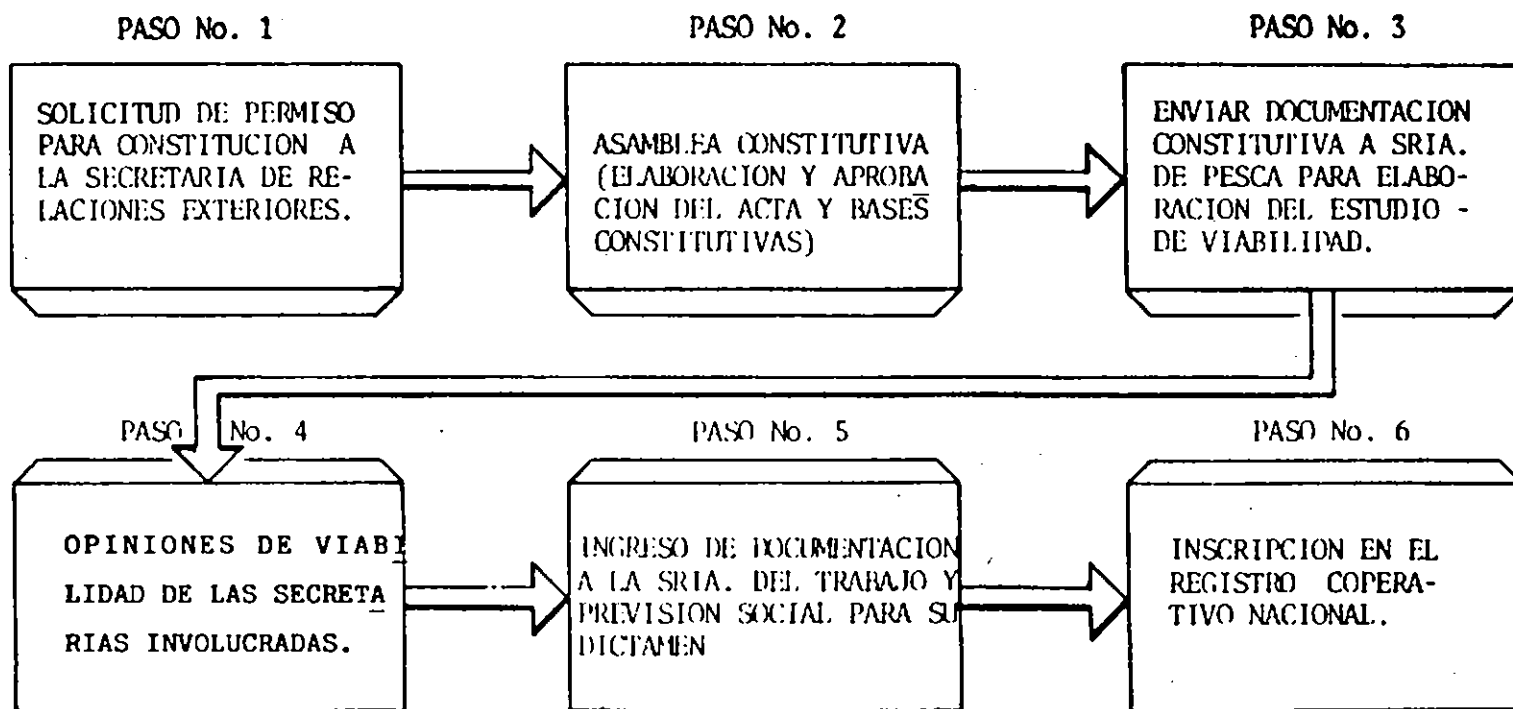 PASO No. 1
SOLICITUD DE PERMISO
PARA CONSTITUCION A
LA SECRETARIA DE RE-
LACIONES EXTERIORES.
PASO No. 2
ASAMBLEA CONSTITUTIVA
(ELABORACION Y APROBA
CION DEL ACTA Y BASES
CONSTITUTIVAS)
PASO No. 3
ENVIAR DOCUMENTACION
CONSTITUTIVA A SRIA.
DE PESCA PARA ELABO-
RACION DEL ESTUDIO -
DE VIABILIDAD.
PASO No. 4
OPINIONES DE VIABI
LIDAD DE LAS SECRETA
RIAS INVOLUCRADAS.
PASO No. 5
INGRESO DE DOCUMENTACION
A LA SRIA. DEL TRABAJO Y
PREVISION SOCIAL PARA SU
DICTAMEN
PASO No. 6
INSCRIPCION EN EL
REGISTRO COPERA-
TIVO NACIONAL.